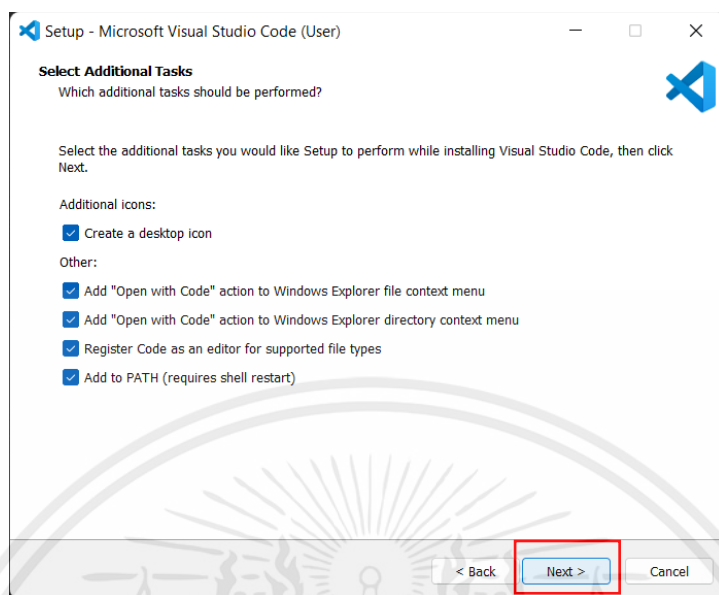 Setup - Microsoft Visual Studio Code (User)
Select Additional Tasks
Which additional tasks should be performed?
Select the additional tasks you would like Setup to perform while installing Visual Studio Code, then click
Next.
Additional icons:
Create a desktop icon
Other:
Add "Open with Code" action to Windows Explorer file context menu
Add "Open with Code" action to Windows Explorer directory context menu
Register Code as an editor for supported file types
Add to PATH (requires shell restart)
< Back Next > Cancel